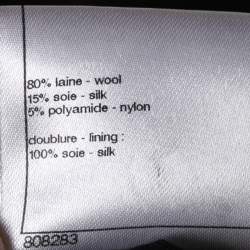 80% laine - wool
15% soie - silk
5% polyamide - nylon
doublure - lining :
100% soie - silk
808283